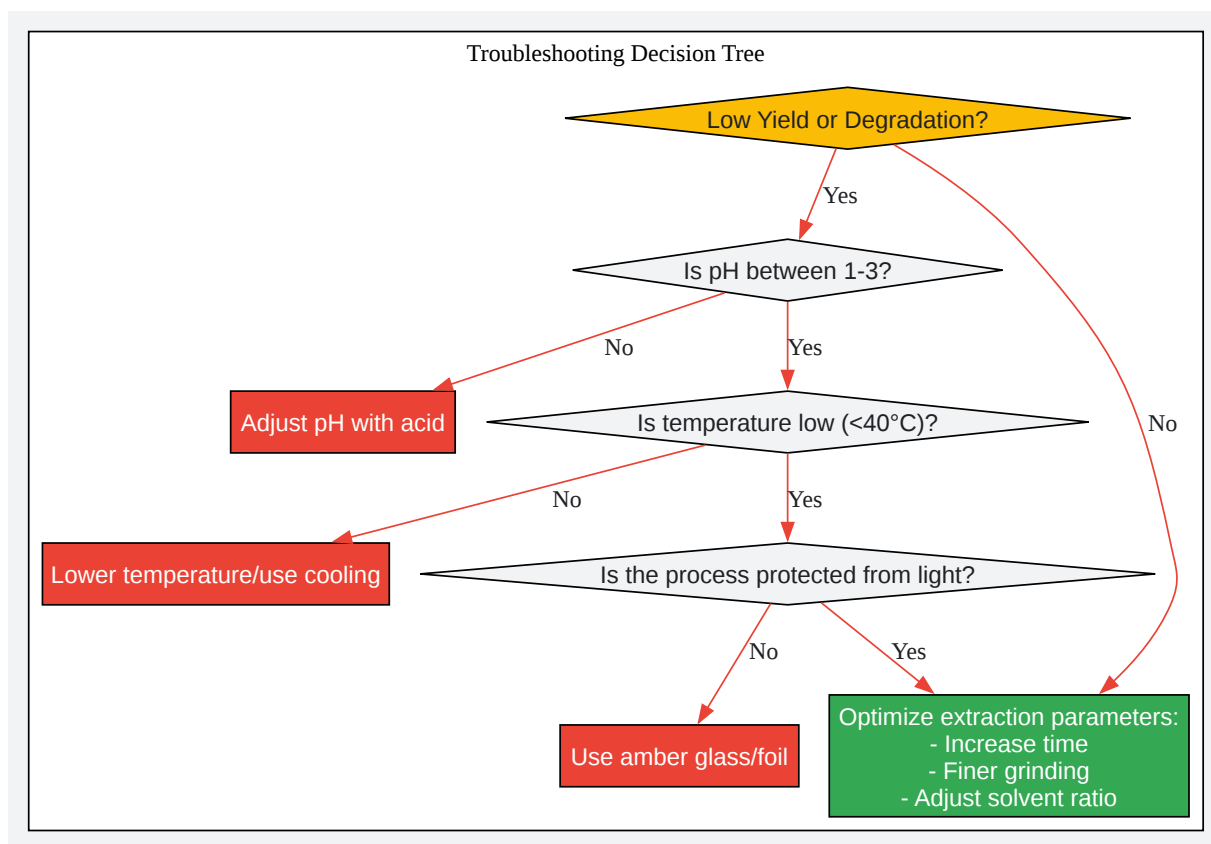 Troubleshooting Decision Tree
Low Yield or Degradation?
Yes
Is pH between 1-3?
No
Yes
Adjust pH with acid
Is temperature low (<40°C)?
No
No
Yes
Lower temperature/use cooling
Is the process protected from light?
No
Yes
Use amber glass/foil
Optimize extraction parameters:
- Increase time
- Finer grinding
- Adjust solvent ratio